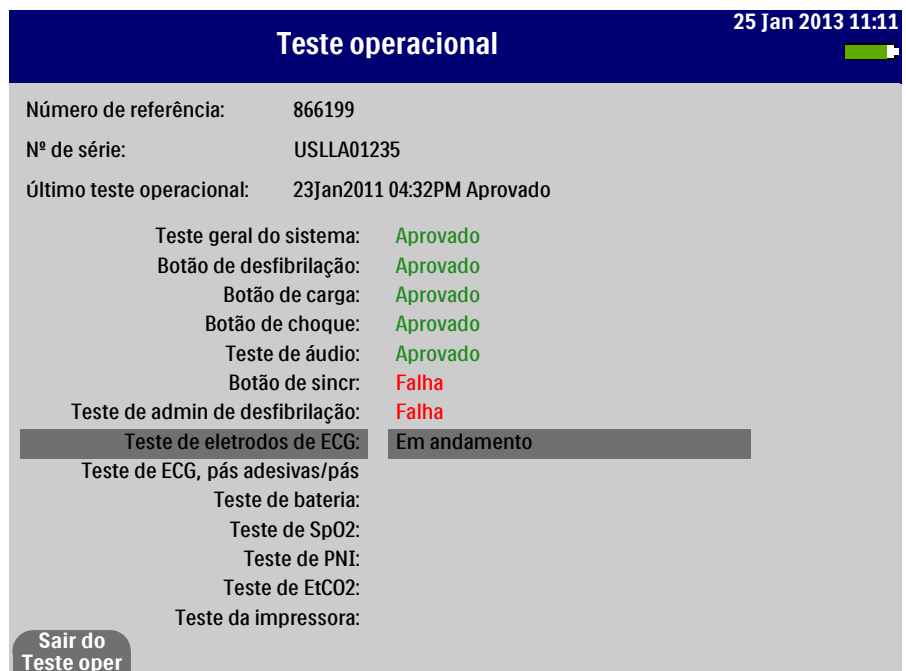 25 Jan 2013 11:11
Teste operacional
Número de referência: 866199
Nº de série: USLLA01235
Último teste operacional: 23Jan2011 04:32PM Aprovado
Teste geral do sistema: Aprovado
Botão de desfibrilação: Aprovado
Botão de carga: Aprovado
Botão de choque: Aprovado
Teste de áudio: Aprovado
Botão de sincr: Falha
Teste de admin de desfibrilação: Falha
Teste de eletrodos de ECG: Em andamento
Teste de ECG, pás adesivas/pás
Teste de bateria:
Teste de SpO2:
Teste de PNI:
Teste de EtCO2:
Teste da impressora:
Sair do
Teste oper